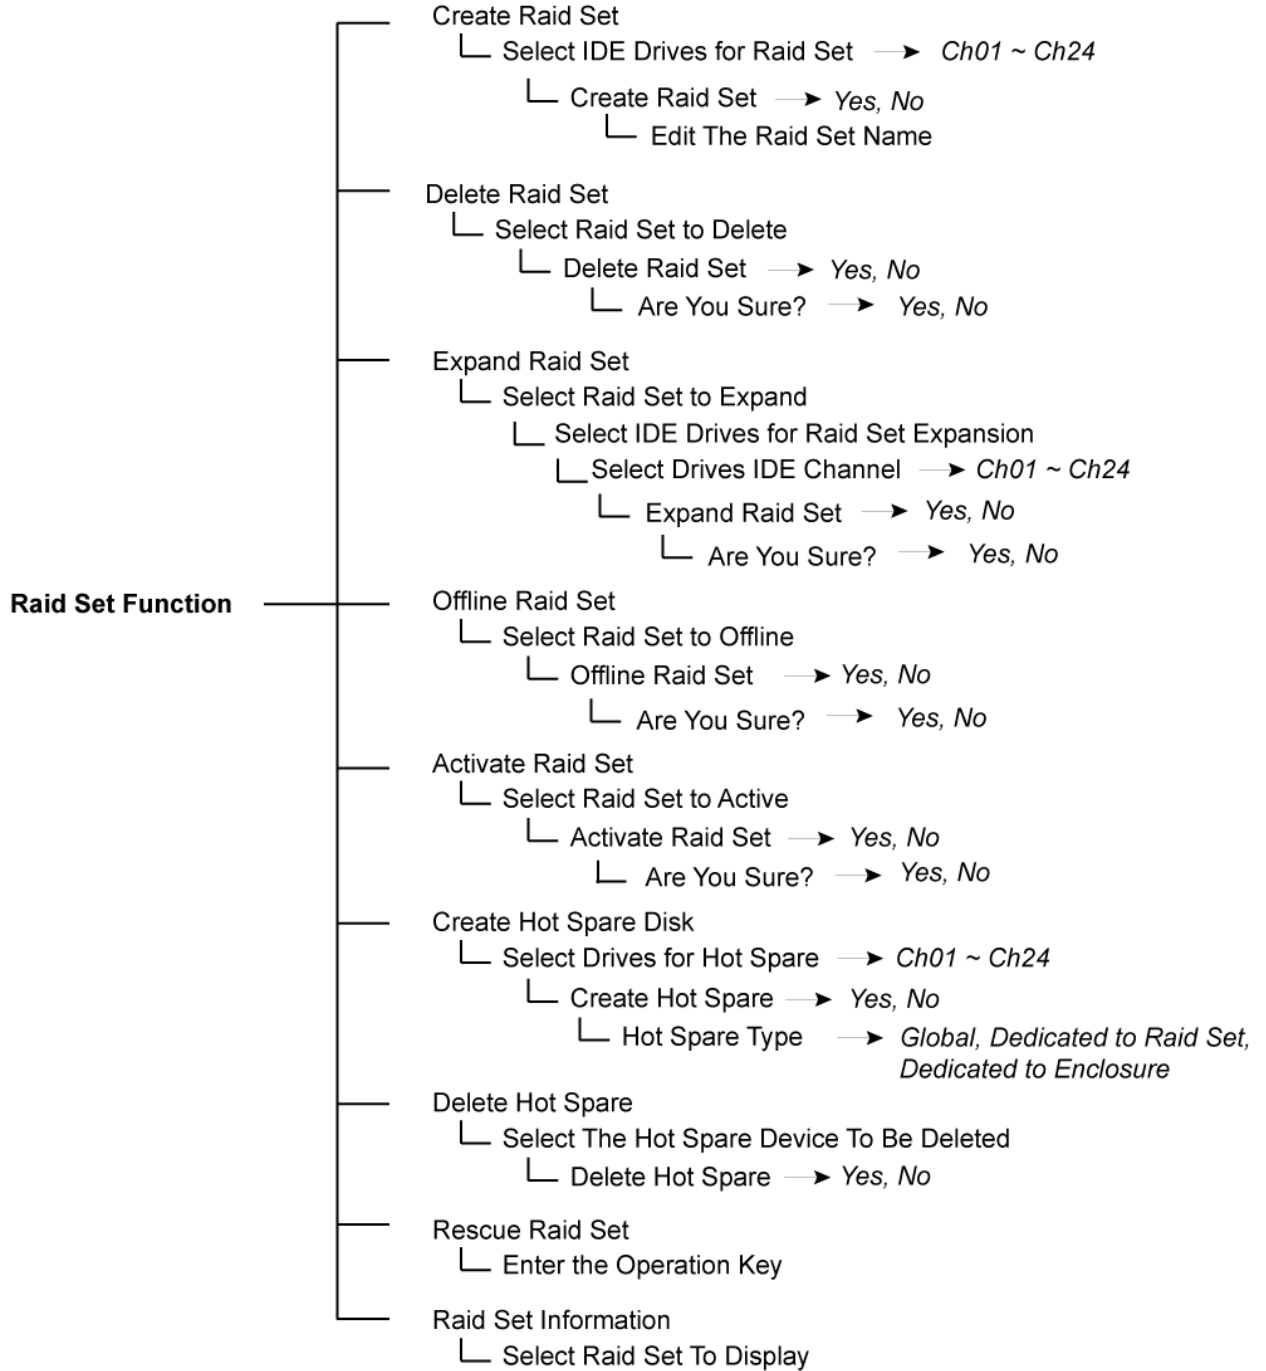 Create Raid Set
Select IDE Drives for Raid Set Ch01 ~ Ch24
Create Raid Set Yes, No
Edit The Raid Set Name
Delete Raid Set
Select Raid Set to Delete
Delete Raid Set Yes, No
Are You Sure? Yes, No
Expand Raid Set
Select Raid Set to Expand
Select IDE Drives for Raid Set Expansion
Select Drives IDE Channel Ch01 ~ Ch24
Expand Raid Set Yes, No
Are You Sure? Yes, No
Raid Set Function
Offline Raid Set
Select Raid Set to Offline
Offline Raid Set Yes, No
Are You Sure? Yes, No
Activate Raid Set
Select Raid Set to Active
Activate Raid Set Yes, No
Are You Sure? Yes, No
Create Hot Spare Disk
Select Drives for Hot Spare Ch01 ~ Ch24
Create Hot Spare Yes, No
Hot Spare Type Global, Dedicated to Raid Set,
Dedicated to Enclosure
Delete Hot Spare
Select The Hot Spare Device To Be Deleted
Delete Hot Spare Yes, No
Rescue Raid Set
Enter the Operation Key
Raid Set Information
Select Raid Set To Display